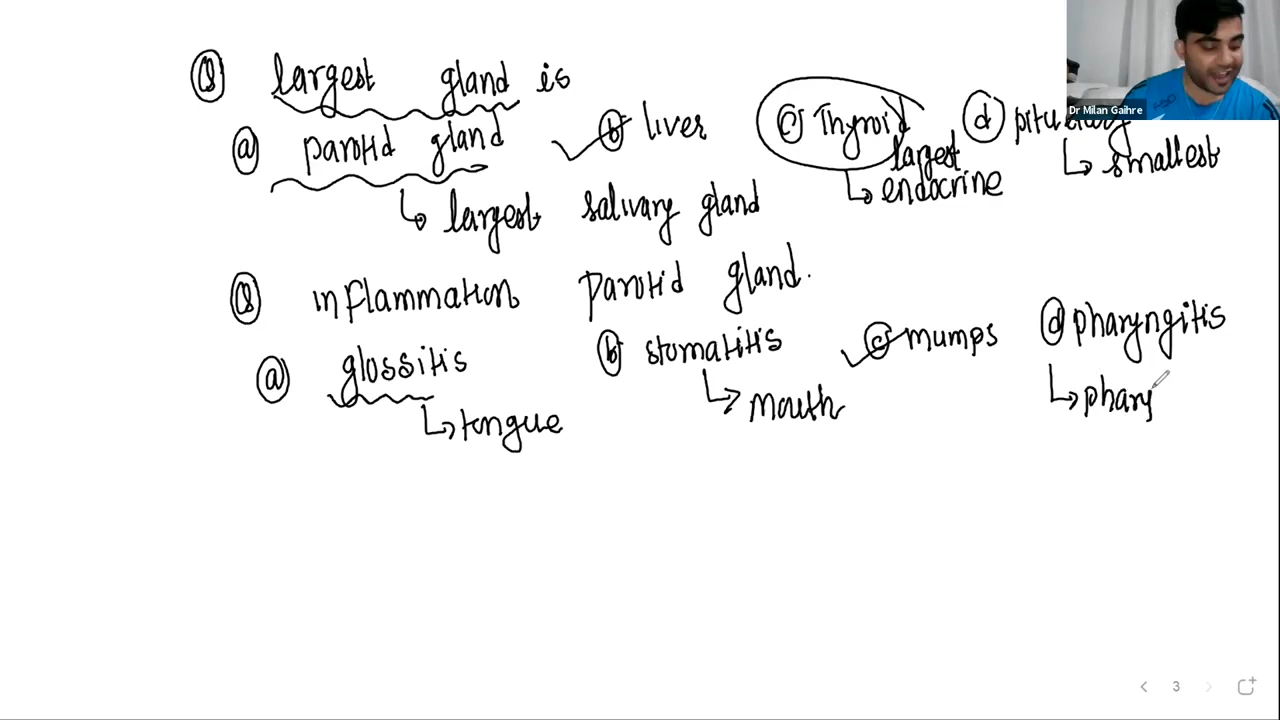 Q largest gland is
a) parotid gland b) liver c) Thyroid d) pituitary
largest salivary gland largest endocrine smallest
Q inflammation parotid gland.
a) glossitis b) stomatitis c) mumps d) pharyngitis
tongue mouth phary
Dr Milan Gaihre
3